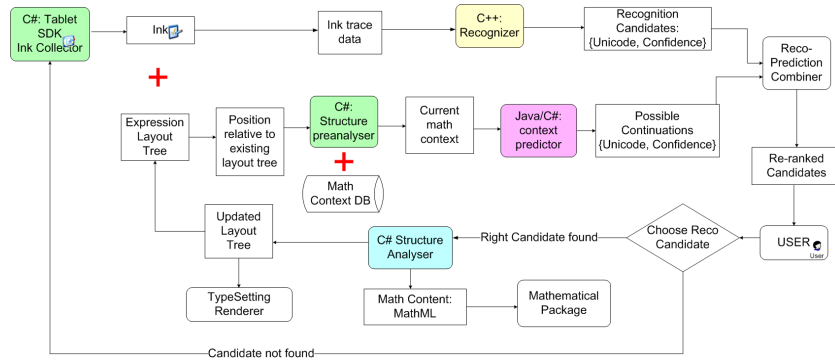 C#: Tablet
SDK
Ink Collector
Ink
Ink trace
data
C++:
Recognizer
Recognition
Candidates:
{Unicode, Confidence}
Reco-
Prediction
Combiner
Expression
Layout
Tree
Position
relative to
existing
layout tree
C#:
Structure
preanalyser
Current
math
context
Java/C#:
context
predictor
Possible
Continuations
{Unicode, Confidence}
Re-ranked
Candidates
Math
Context DB
Updated
Layout
Tree
C# Structure
Analyser
Right Candidate found
Choose Reco
Candidate
USER
User
TypeSetting
Renderer
Math Content:
MathML
Mathematical
Package
Candidate not found